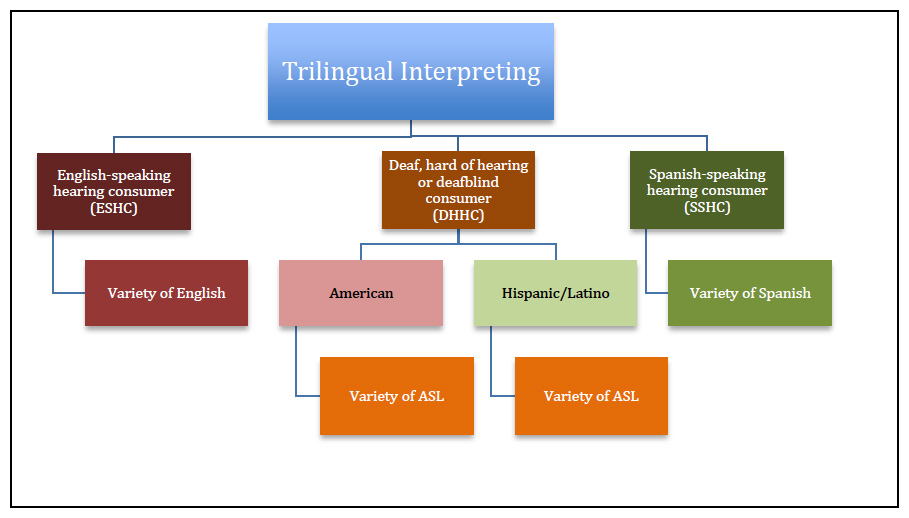 Trilingual Interpreting
English-speaking
hearing consumer
(ESHC)
Deaf, hard of hearing
or deafblind
consumer
(DHHC)
Spanish-speaking
hearing consumer
(SSHC)
Variety of English
American
Hispanic/Latino
Variety of Spanish
Variety of ASL
Variety of ASL